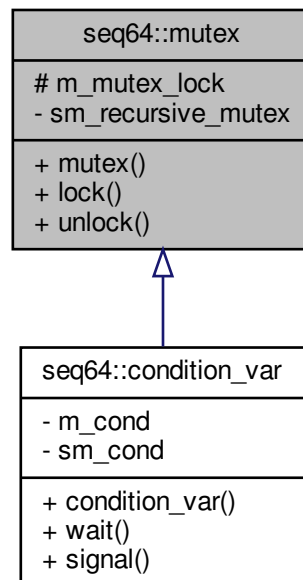 seq64::mutex
# m_mutex_lock
- sm_recursive_mutex
+ mutex()
+ lock()
+ unlock()
seq64::condition_var
- m_cond
- sm_cond
+ condition_var()
+ wait()
+ signal()